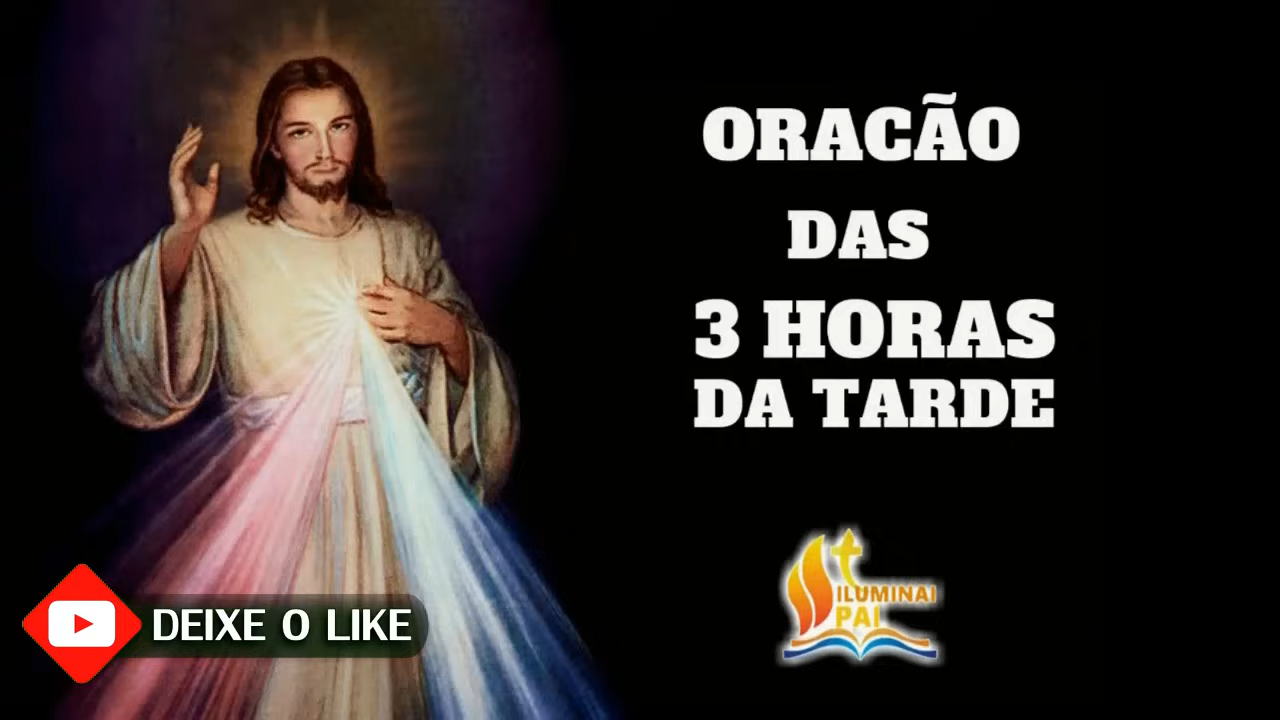 ORACÃO
DAS
3 HORAS
DA TARDE
ILUMINAI
PAI
DEIXE O LIKE